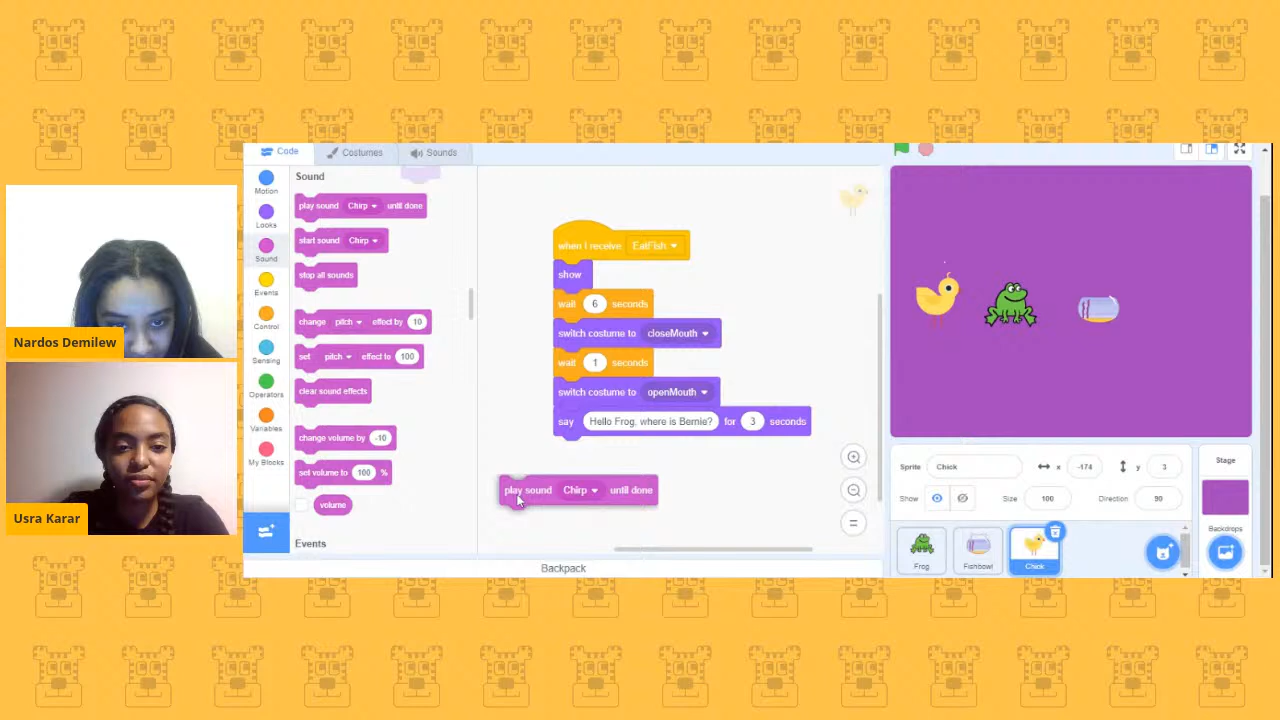 Nardos Demilew
Usra Karar
Code
Costumes
Sounds
Motion
Looks
Sound
Events
Control
Sensing
Operators
Variables
My Blocks
Sound
play sound Chirp until done
start sound Chirp
stop all sounds
change pitch effect by 10
set pitch effect to 100
clear sound effects
change volume by -10
set volume to 100 %
volume
Events
when I receive EatFish
show
wait 6 seconds
switch costume to closeMouth
wait 1 seconds
switch costume to openMouth
say Hello Frog, where is Bernie? for 3 seconds
play sound Chirp until done
Backpack
Sprite Chick x -174 y 3
Show Size 100 Direction 90
Frog
Fishbowl
Chick
Stage
Backdrops